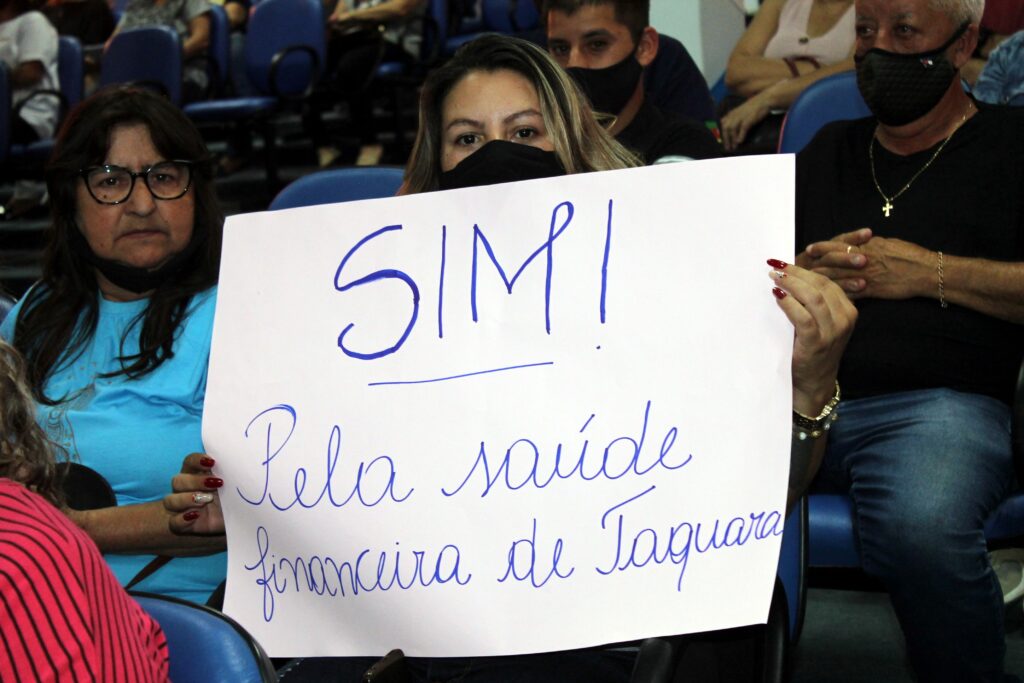 SIM!
Pela saúde
financeira de Taquara